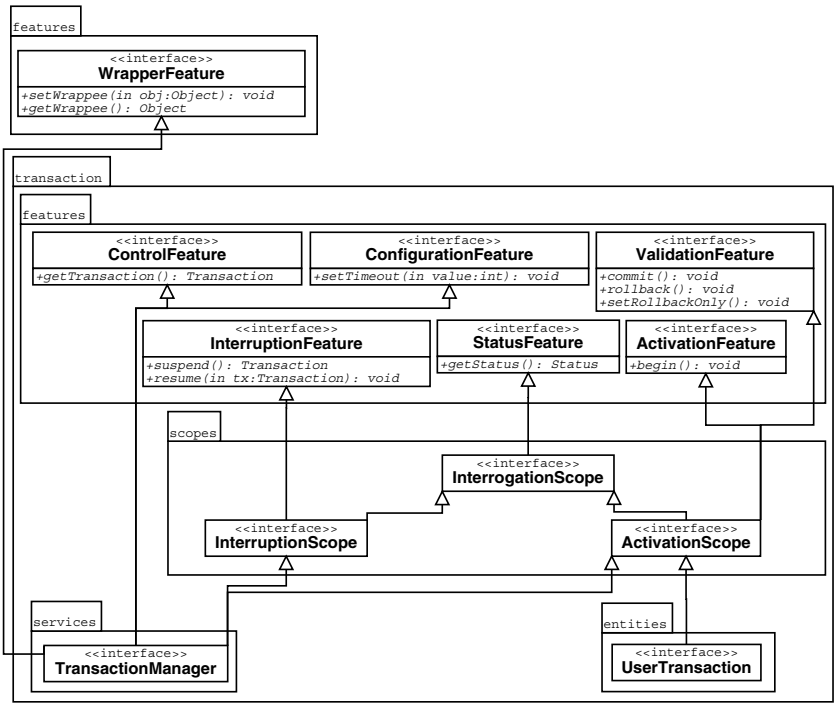 features
<<interface>>
WrapperFeature
+setWrappee(in obj:Object): void
+getWrappee(): Object
transaction
features
<<interface>>
ControlFeature
+getTransaction(): Transaction
<<interface>>
ConfigurationFeature
+setTimeout(in value:int): void
<<interface>>
ValidationFeature
+commit(): void
+rollback(): void
+setRollbackOnly(): void
<<interface>>
InterruptionFeature
+suspend(): Transaction
+resume(in tx:Transaction): void
<<interface>>
StatusFeature
+getStatus(): Status
<<interface>>
ActivationFeature
+begin(): void
scopes
<<interface>>
InterrogationScope
<<interface>>
InterruptionScope
<<interface>>
ActivationScope
services
<<interface>>
TransactionManager
entities
<<interface>>
UserTransaction